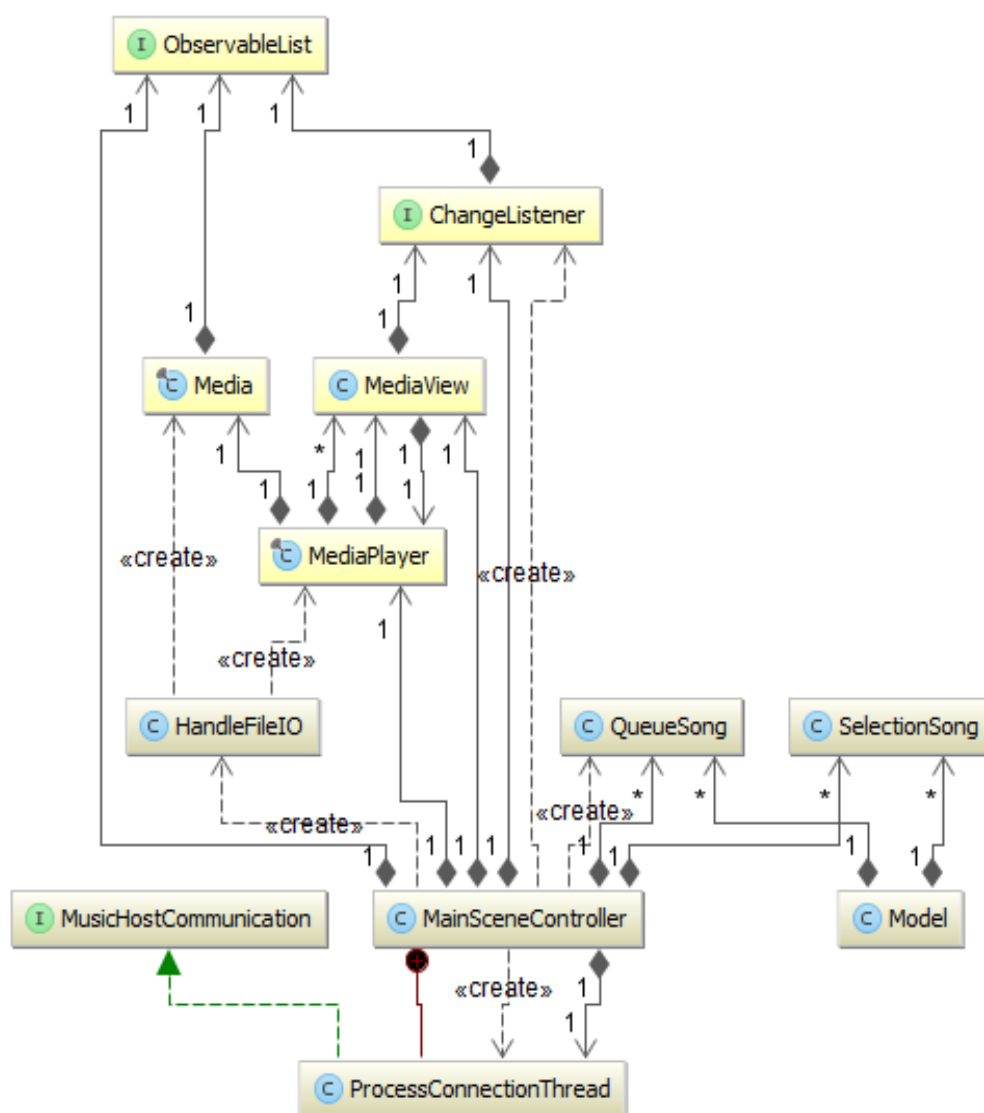 I ObservableList
1 1 1
1
I ChangeListener
1 1
1 1
C Media
C MediaView
1 * 1 1 1 1
1 1 1 1
C MediaPlayer
«create»
«create»
1
«create»
C HandleFileIO
C QueueSong
C SelectionSong
* * * *
«create»
«create»
1 1 1 1 1 1 1 1
I MusicHostCommunication
C MainSceneController
C Model
«create»
1
1
C ProcessConnectionThread